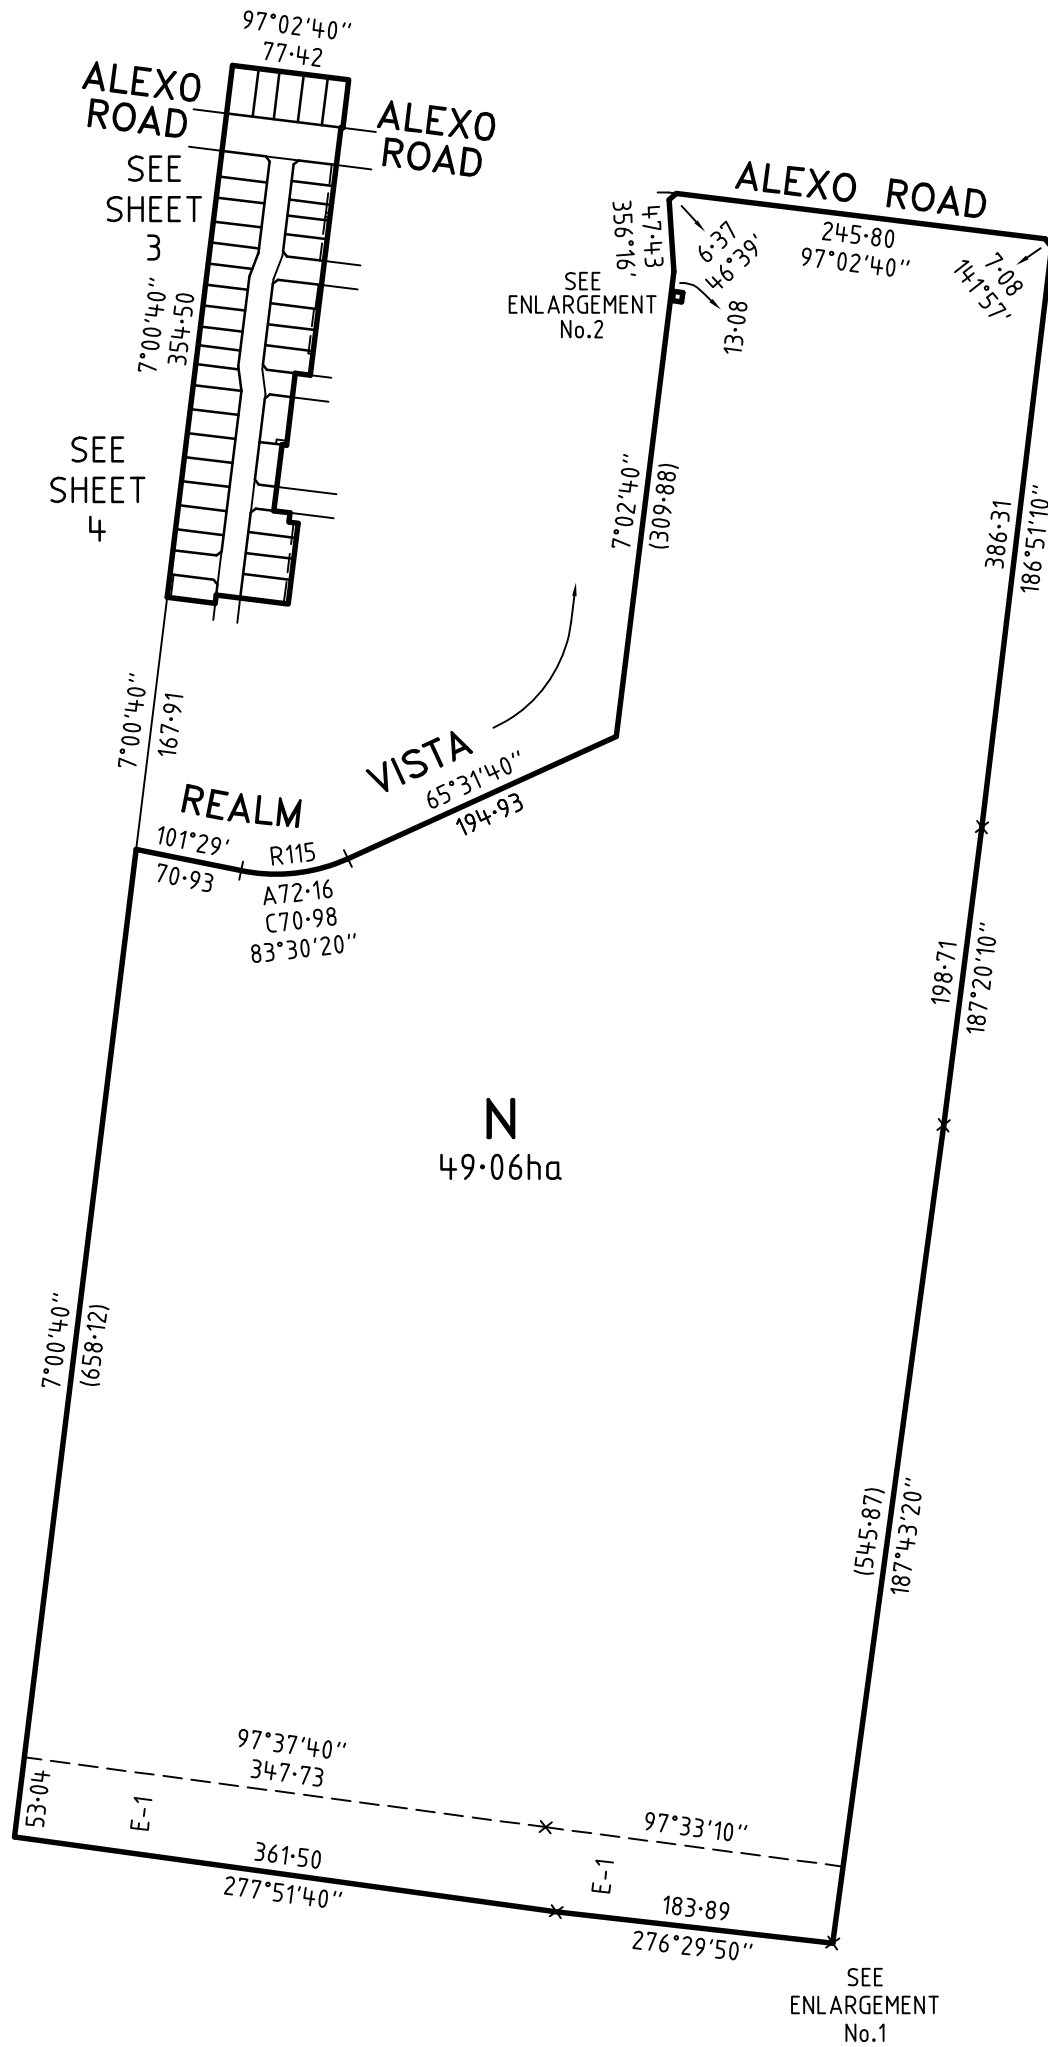 97°02'40"
77·42
ALEXO
ROAD
ALEXO
ROAD
SEE
SHEET
3
7°00'40"
354·50
SEE
SHEET
4
ALEXO ROAD
245·80
97°02'40"
47·43
356°16'
6·37
46°39'
7·08
141°57'
SEE
ENLARGEMENT
No.2
13·08
7°02'40"
(309·88)
386·31
186°51'10"
7°00'40"
167·91
REALM
VISTA
65°31'40"
194·93
101°29'
70·93
R115
A72·16
C70·98
83°30'20"
198·71
187°20'10"
N
49·06ha
7°00'40"
(658·12)
(545·87)
187°43'20"
97°37'40"
347·73
97°33'10"
53·04
E-1
E-1
361·50
277°51'40"
183·89
276°29'50"
SEE
ENLARGEMENT
No.1